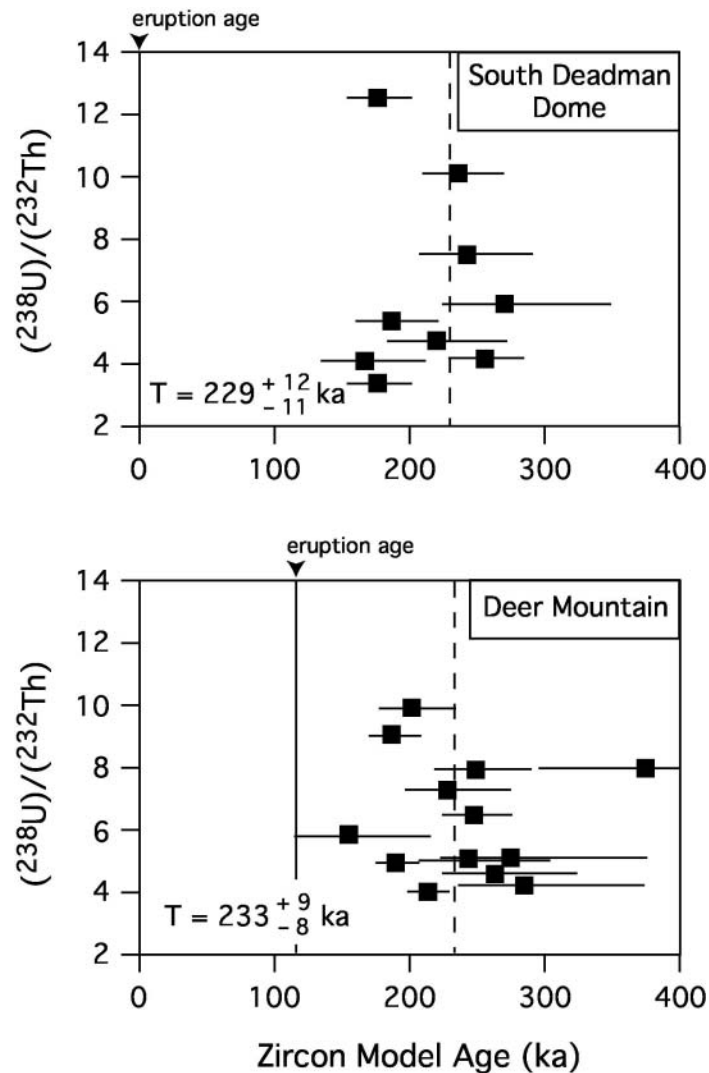 eruption age
14
12
10
8
6
4
2
(238U)/(232Th)
South Deadman
Dome
T = 229 + 12 - 11 ka
0 100 200 300 400
eruption age
14
12
10
8
6
4
2
(238U)/(232Th)
Deer Mountain
T = 233 + 9 - 8 ka
0 100 200 300 400
Zircon Model Age (ka)